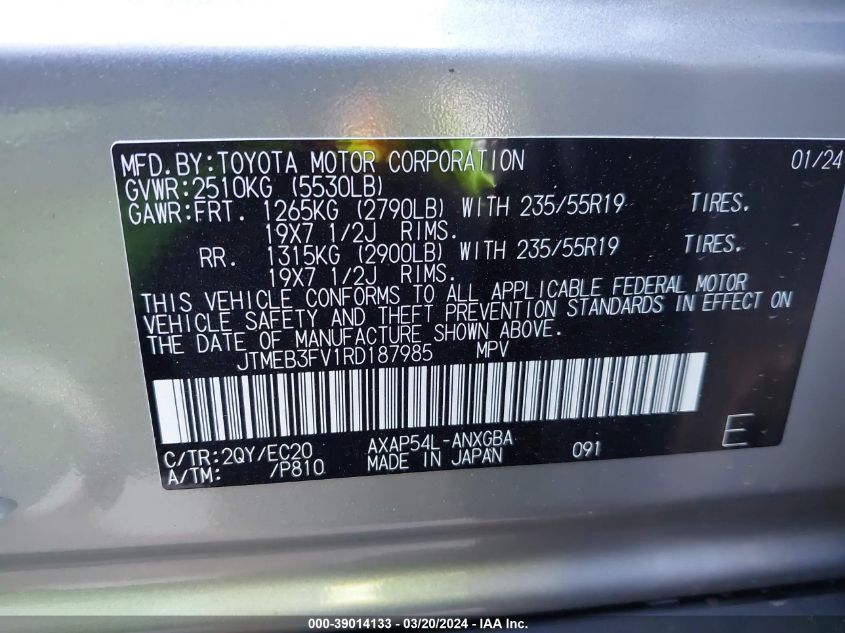 MFD.BY:TOYOTA MOTOR CORPORATION 01/24
GVWR:2510KG (5530LB)
GAWR:FRT. 1265KG (2790LB) WITH 235/55R19 TIRES.
19X7 1/2J RIMS.
RR. 1315KG (2900LB) WITH 235/55R19 TIRES.
19X7 1/2J RIMS.
THIS VEHICLE CONFORMS TO ALL APPLICABLE FEDERAL MOTOR
VEHICLE SAFETY AND THEFT PREVENTION STANDARDS IN EFFECT ON
THE DATE OF MANUFACTURE SHOWN ABOVE.
JTMEB3FV1RD187985 MPV
C/TR:2QY/EC20 AXAP54L-ANXGBA 091 E
A/TM: /P810 MADE IN JAPAN
000-39014133 - 03/20/2024 - IAA Inc.